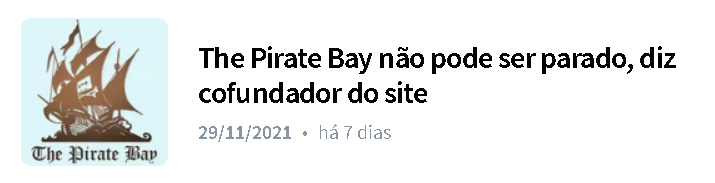 The Pirate Bay
The Pirate Bay não pode ser parado, diz
cofundador do site
29/11/2021 • há 7 dias